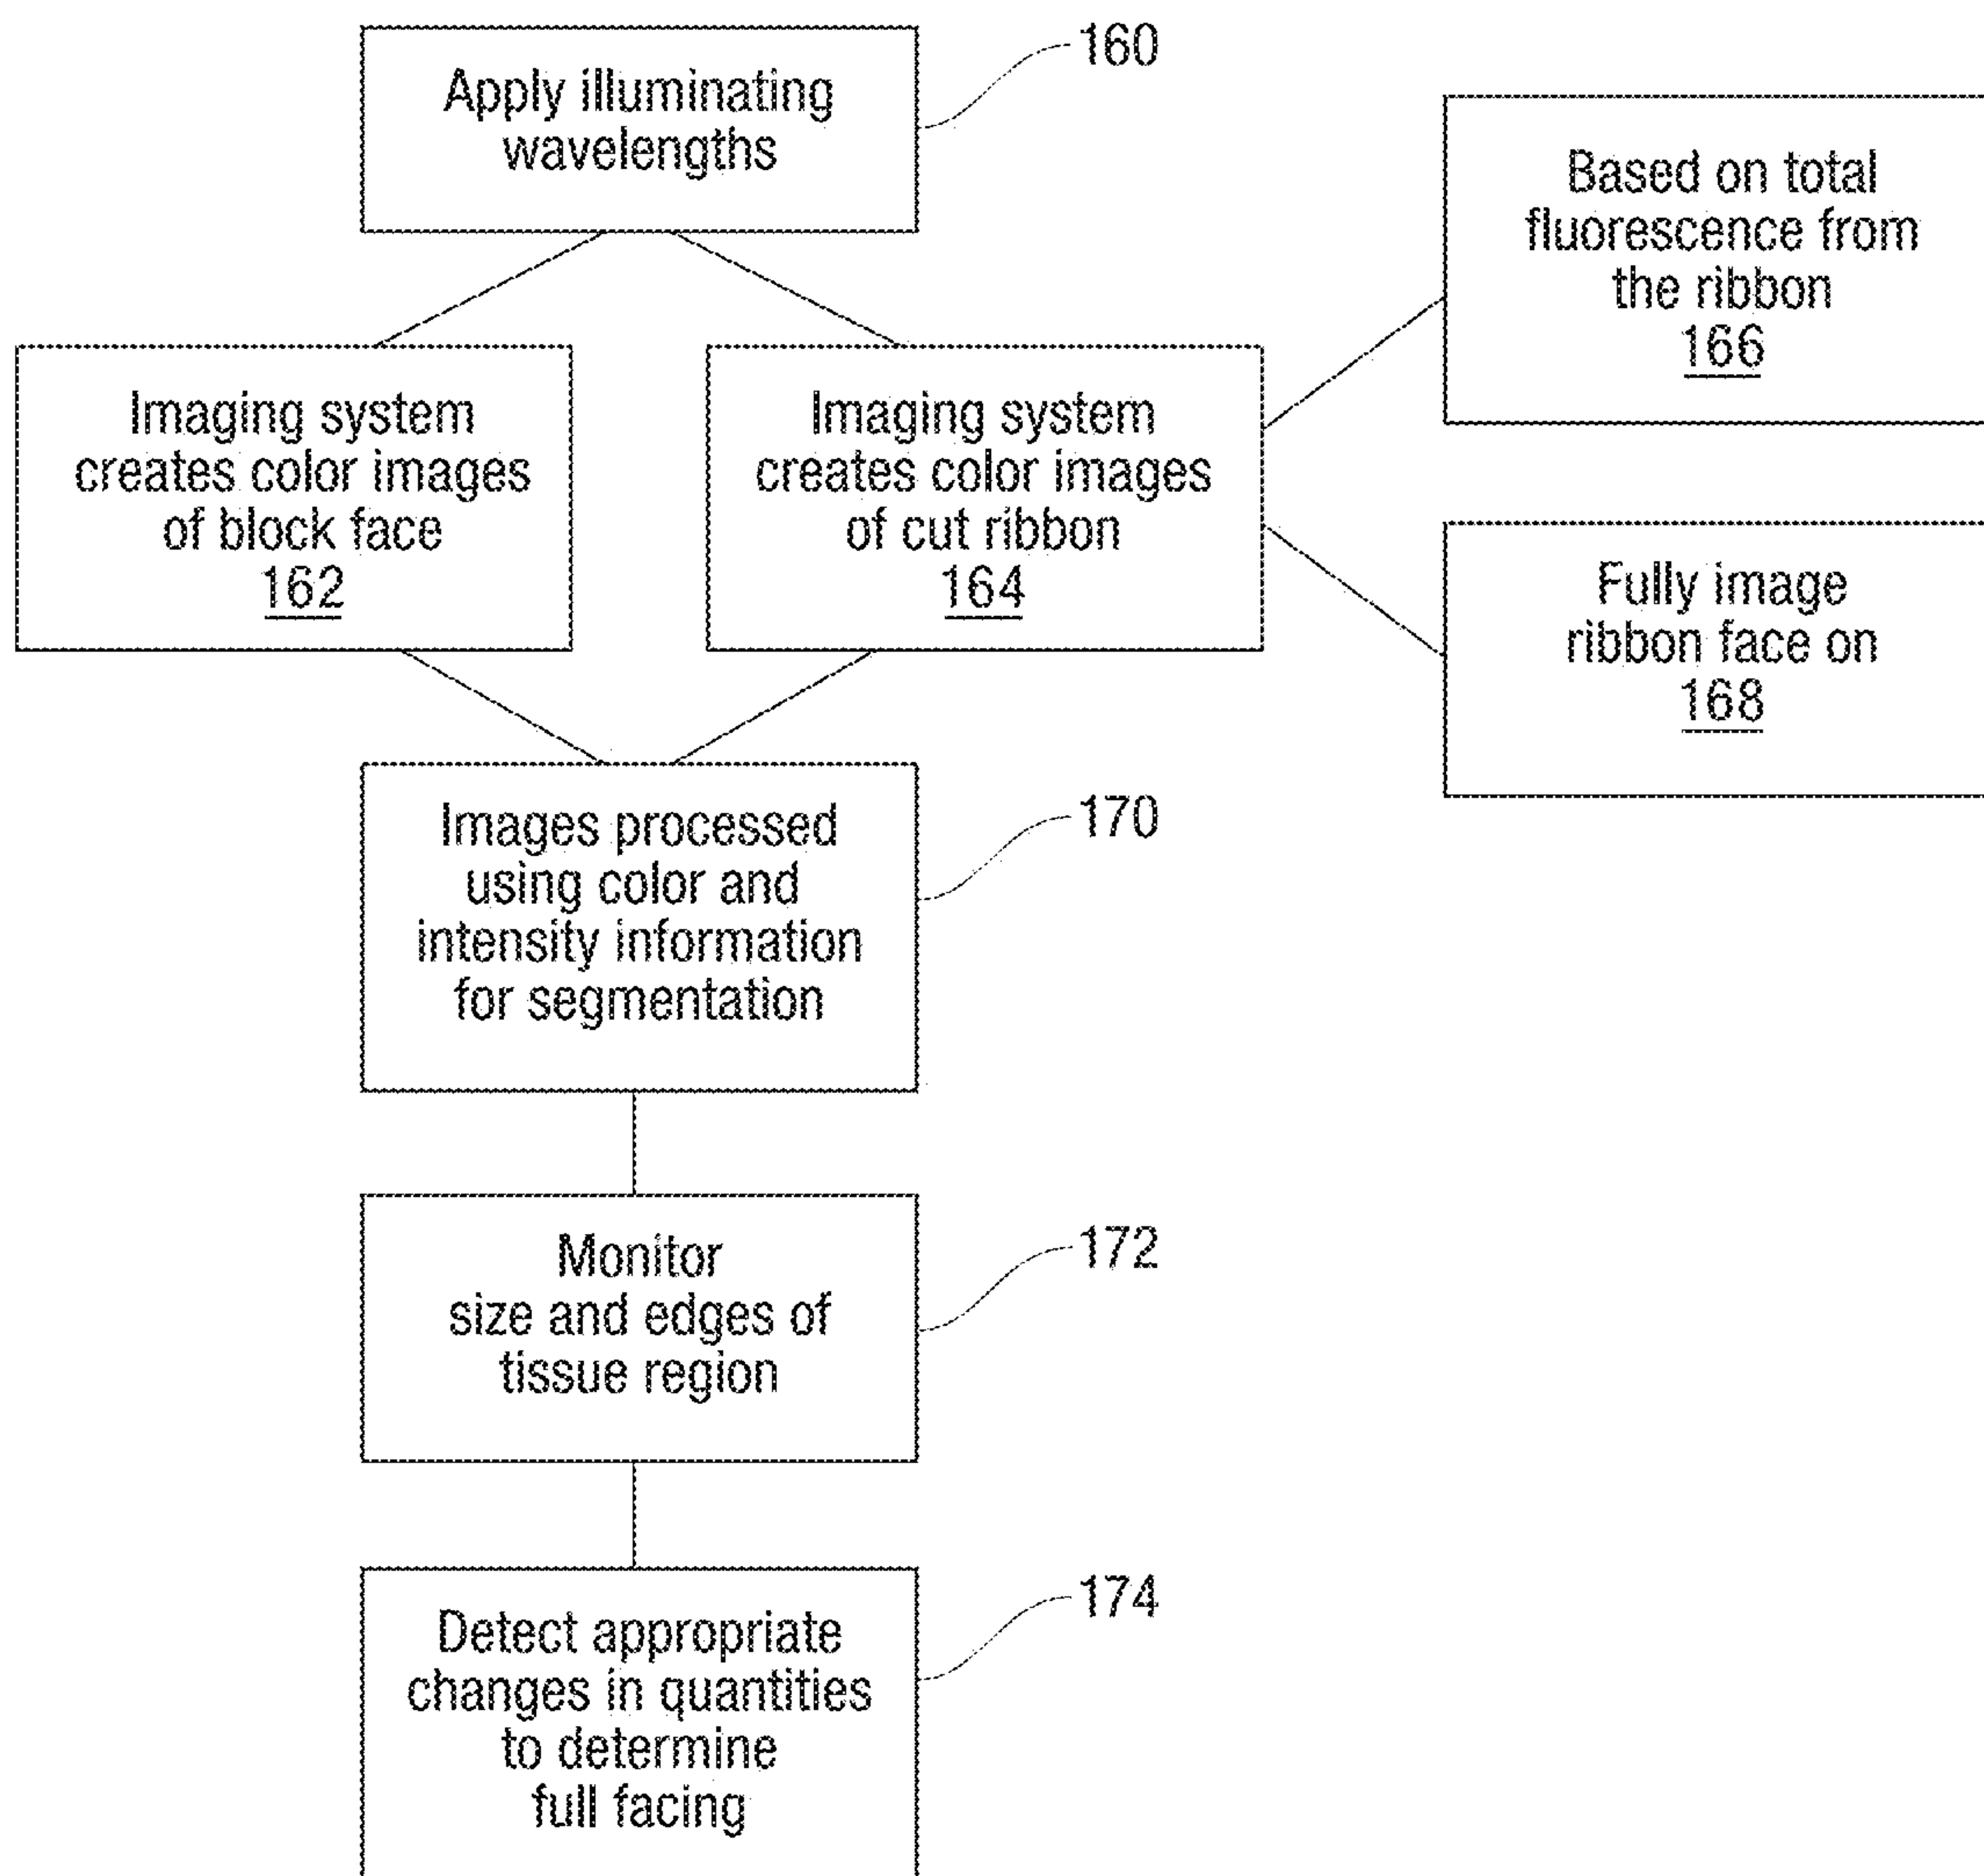 Apply illuminating
wavelengths
160
Imaging system
creates color images
of block face
162
Imaging system
creates color images
of cut ribbon
164
Based on total
fluorescence from
the ribbon
166
Fully image
ribbon face on
168
Images processed
using color and
intensity information
for segmentation
170
Monitor
size and edges of
tissue region
172
Detect appropriate
changes in quantities
to determine
full facing
174